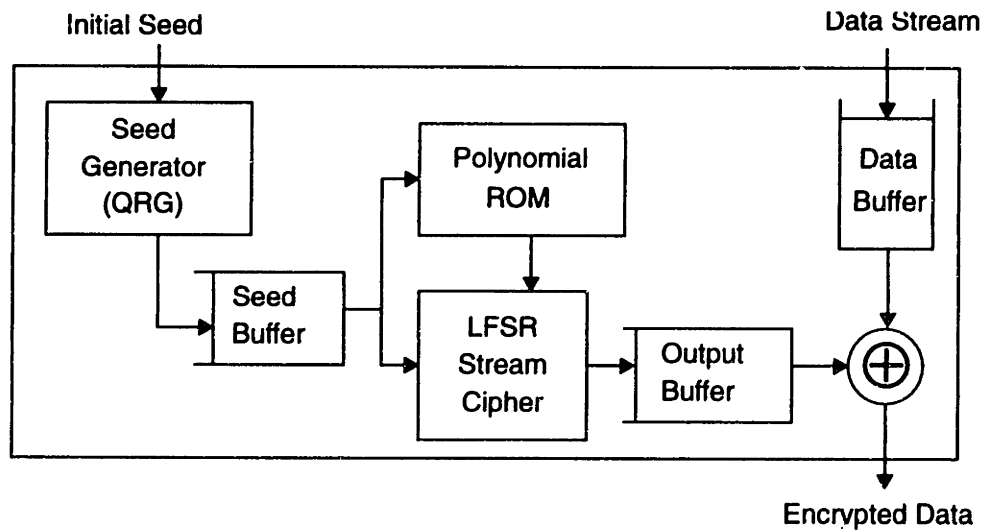 Initial Seed
Data Stream
Seed
Generator
(QRG)
Polynomial
ROM
Data
Buffer
Seed
Buffer
LFSR
Stream
Cipher
Output
Buffer
Encrypted Data